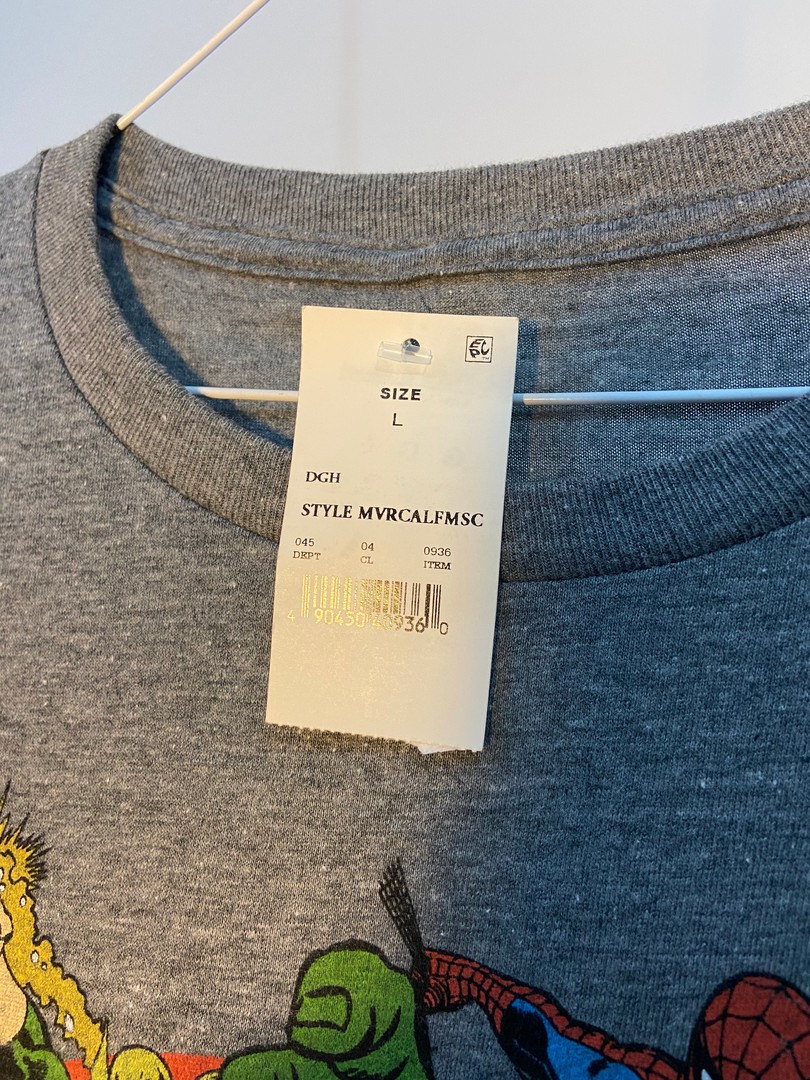 SIZE
L
DGH
STYLE MVRCALFMSC
045 04 0936
DEPT CL ITEM
4 90450 40936 0